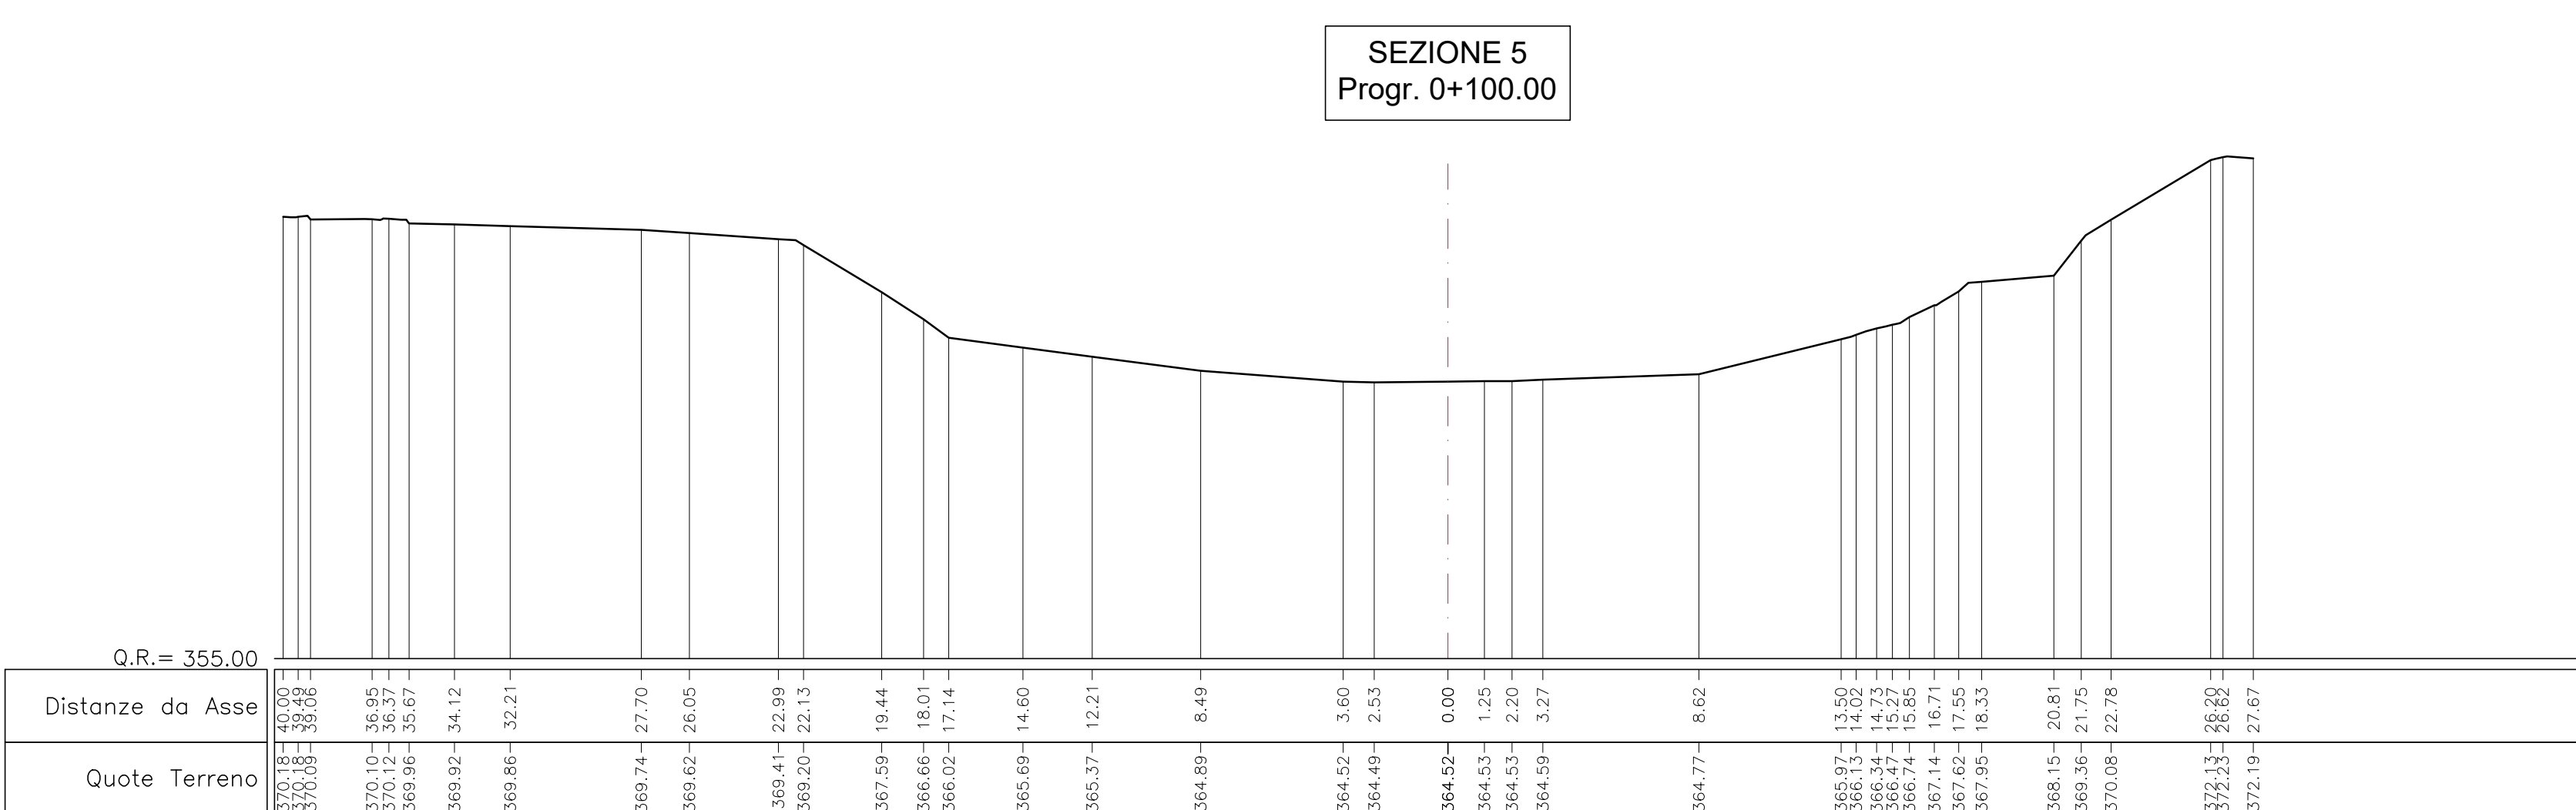 SEZIONE 5
Progr. 0+100.00
Q.R.= 355.00
Distanze da Asse 40.00 39.49 39.06 36.95 36.37 35.67 34.12 32.21 27.70 26.05 22.99 22.13 19.44 18.01 17.14 14.60 12.21 8.49 3.60 2.53 0.00 1.25 2.20 3.27 8.62 13.50 14.02 14.73 15.27 15.85 16.71 17.55 18.33 20.81 21.75 22.78 26.20 26.62 27.67
Quote Terreno 370.18 370.18 370.09 370.10 370.12 369.96 369.92 369.86 369.74 369.62 369.41 369.20 367.59 366.66 366.02 365.69 365.37 364.89 364.52 364.49 364.52 364.53 364.53 364.59 364.77 365.97 366.13 366.34 366.47 366.74 367.14 367.62 367.95 368.15 369.36 370.08 372.13 372.23 372.19